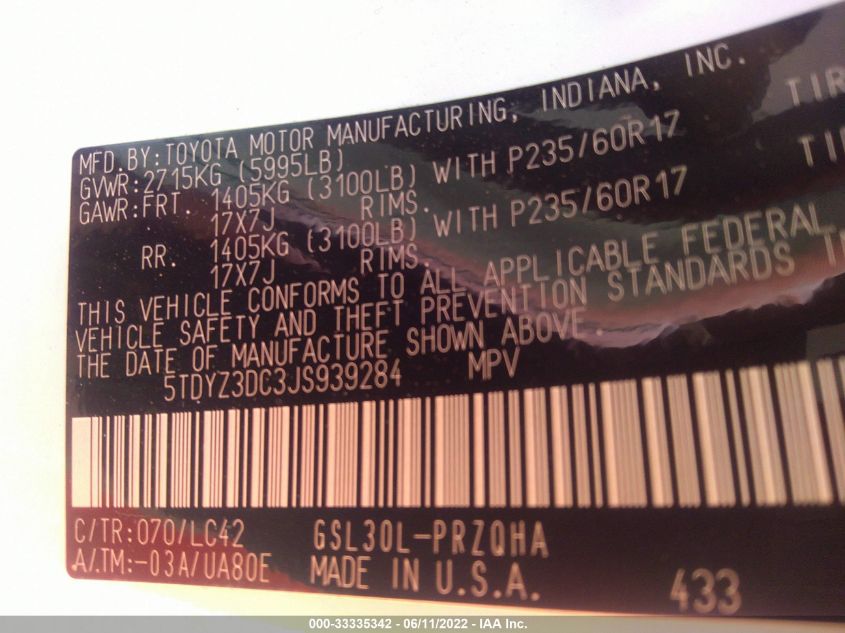 MFD.BY:TOYOTA MOTOR MANUFACTURING, INDIANA, INC.
GVWR:2715KG (5995LB)
GAWR:FRT. 1405KG (3100LB) WITH P235/60R17 TIR
17X7J RIMS.
RR. 1405KG (3100LB) WITH P235/60R17 TIR
17X7J RIMS.
THIS VEHICLE CONFORMS TO ALL APPLICABLE FEDERAL
VEHICLE SAFETY AND THEFT PREVENTION STANDARDS
THE DATE OF MANUFACTURE SHOWN ABOVE.
5TDYZ3DC3JS939284 MPV
C/TR:070/LC42 GSL30L-PRZQHA
A/TM:-03A/UA80E MADE IN U.S.A. 433
000-33335342 - 06/11/2022 - IAA Inc.